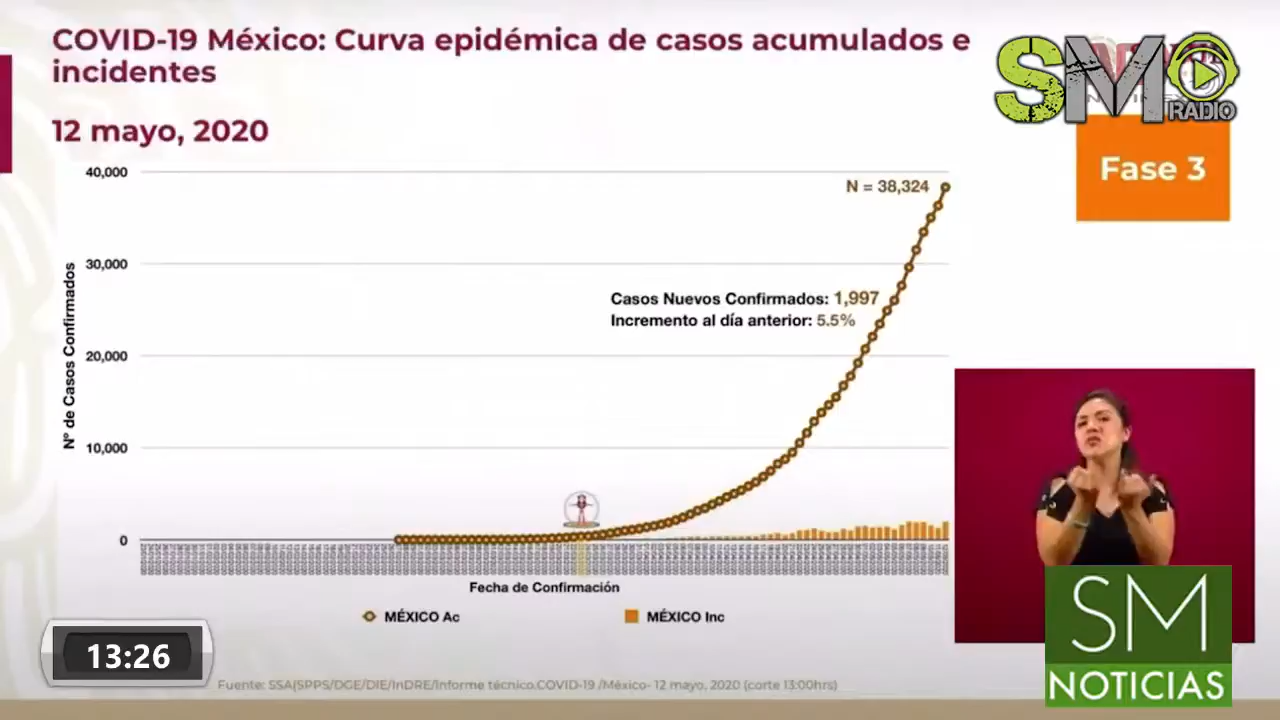 COVID-19 México: Curva epidémica de casos acumulados e
incidentes
12 mayo, 2020
SM
RADIO
Fase 3
40,000
30,000
20,000
10,000
0
Nº de Casos Confirmados
N = 38,324
Casos Nuevos Confirmados: 1,997
Incremento al día anterior: 5.5%
Fecha de Confirmación
MÉXICO Ac
MÉXICO Inc
13:26
Fuente: SSA(SPPS/DGE/DIE/InDRE/Informe técnico.COVID-19 /México- 12 mayo, 2020 (corte 13:00hrs)
SM
NOTICIAS